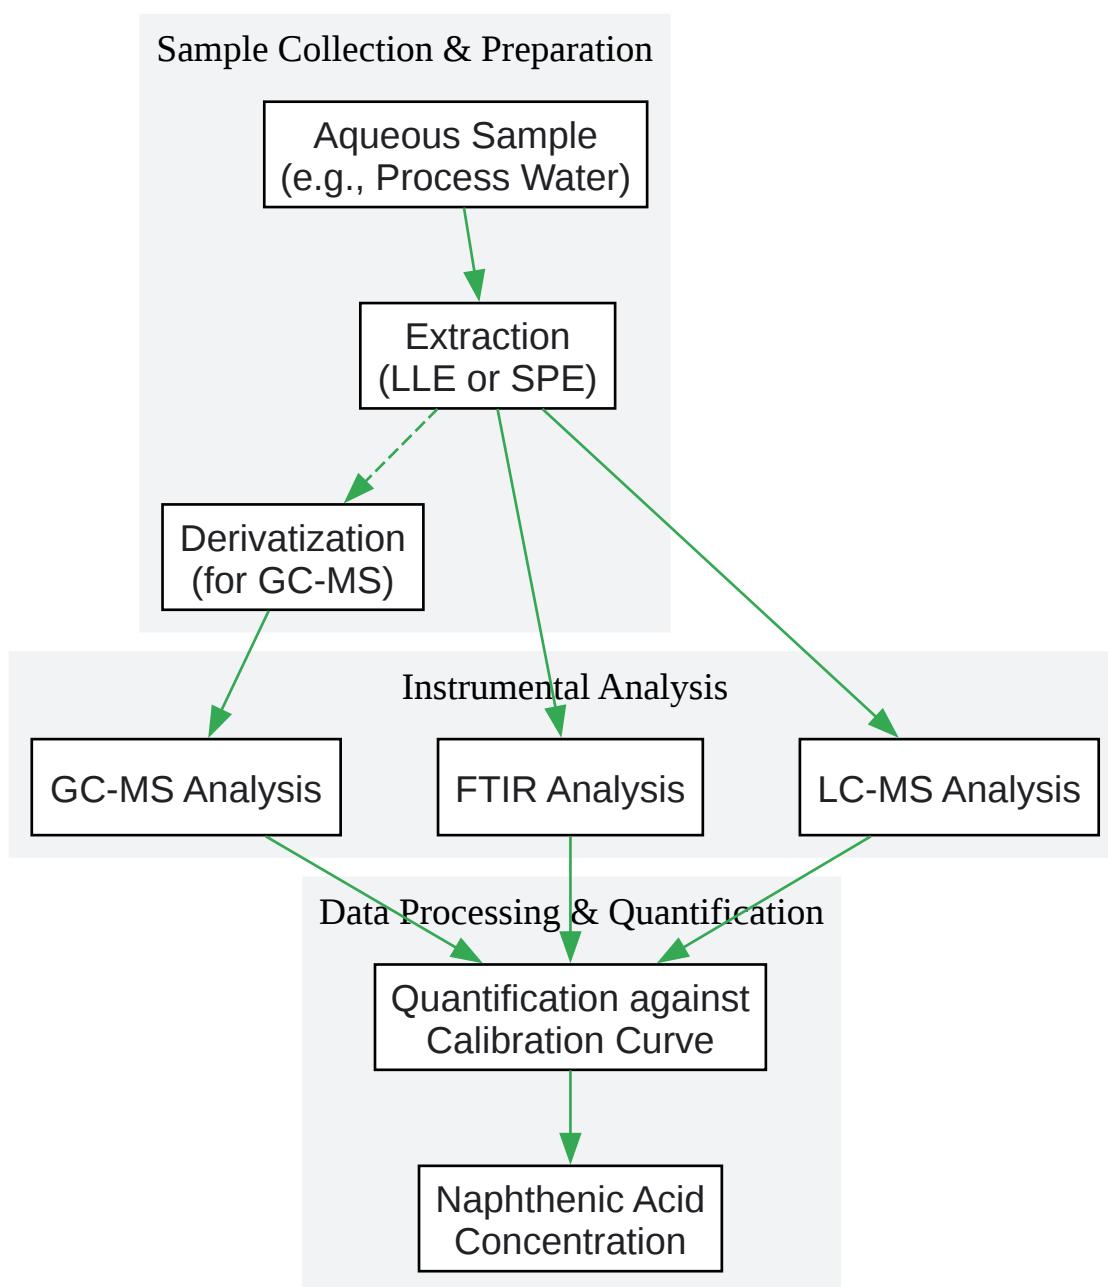 Sample Collection & Preparation
Aqueous Sample
(e.g., Process Water)
Extraction
(LLE or SPE)
Derivatization
(for GC-MS)
Instrumental Analysis
GC-MS Analysis
FTIR Analysis
LC-MS Analysis
Data Processing & Quantification
Quantification against
Calibration Curve
Naphthenic Acid
Concentration